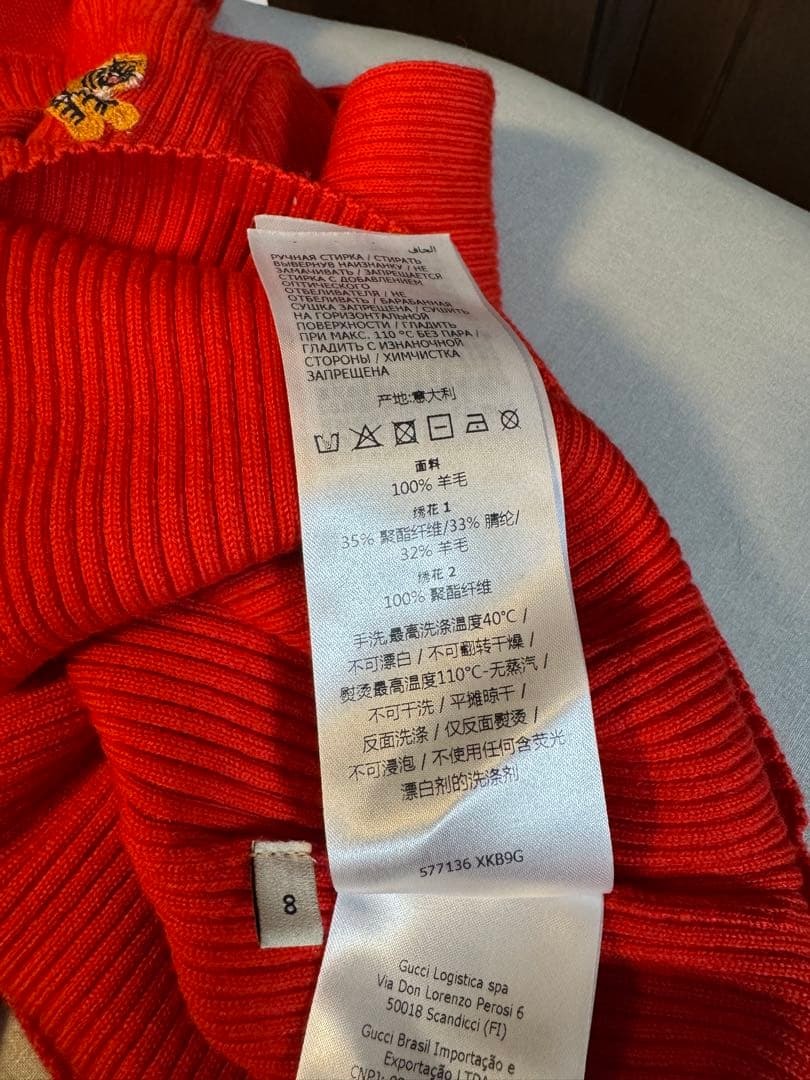 الحاف
РУЧНАЯ СТИРКА / СТИРАТЬ
ВЫВЕРНУВ НАИЗНАНКУ / НЕ
ЗАМАЧИВАТЬ / ЗАПРЕЩАЕТСЯ
СТИРКА С ДОБАВЛЕНИЕМ
ОПТИЧЕСКОГО
ОТБЕЛИВАТЕЛЯ / НЕ
ОТБЕЛИВАТЬ / БАРАБАННАЯ
СУШКА ЗАПРЕЩЕНА / СУШИТЬ
НА ГОРИЗОНТАЛЬНОЙ
ПОВЕРХНОСТИ / ГЛАДИТЬ
ПРИ МАКС. 110 °C БЕЗ ПАРА /
ГЛАДИТЬ С ИЗНАНОЧНОЙ
СТОРОНЫ / ХИМЧИСТКА
ЗАПРЕЩЕНА
产地:意大利
面料
100% 羊毛
绣花 1
35% 聚酯纤维/33% 腈纶/
32% 羊毛
绣花 2
100% 聚酯纤维
手洗,最高洗涤温度40℃ /
不可漂白 / 不可翻转干燥 /
熨烫最高温度110℃-无蒸汽 /
不可干洗 / 平摊晾干 /
反面洗涤 / 仅反面熨烫 /
不可浸泡 / 不使用任何含荧光
漂白剂的洗涤剂
577136 XKB9G
8
Gucci Logistica spa
Via Don Lorenzo Perosi 6
50018 Scandicci (FI)
Gucci Brasil Importação e
Exportação LTDA